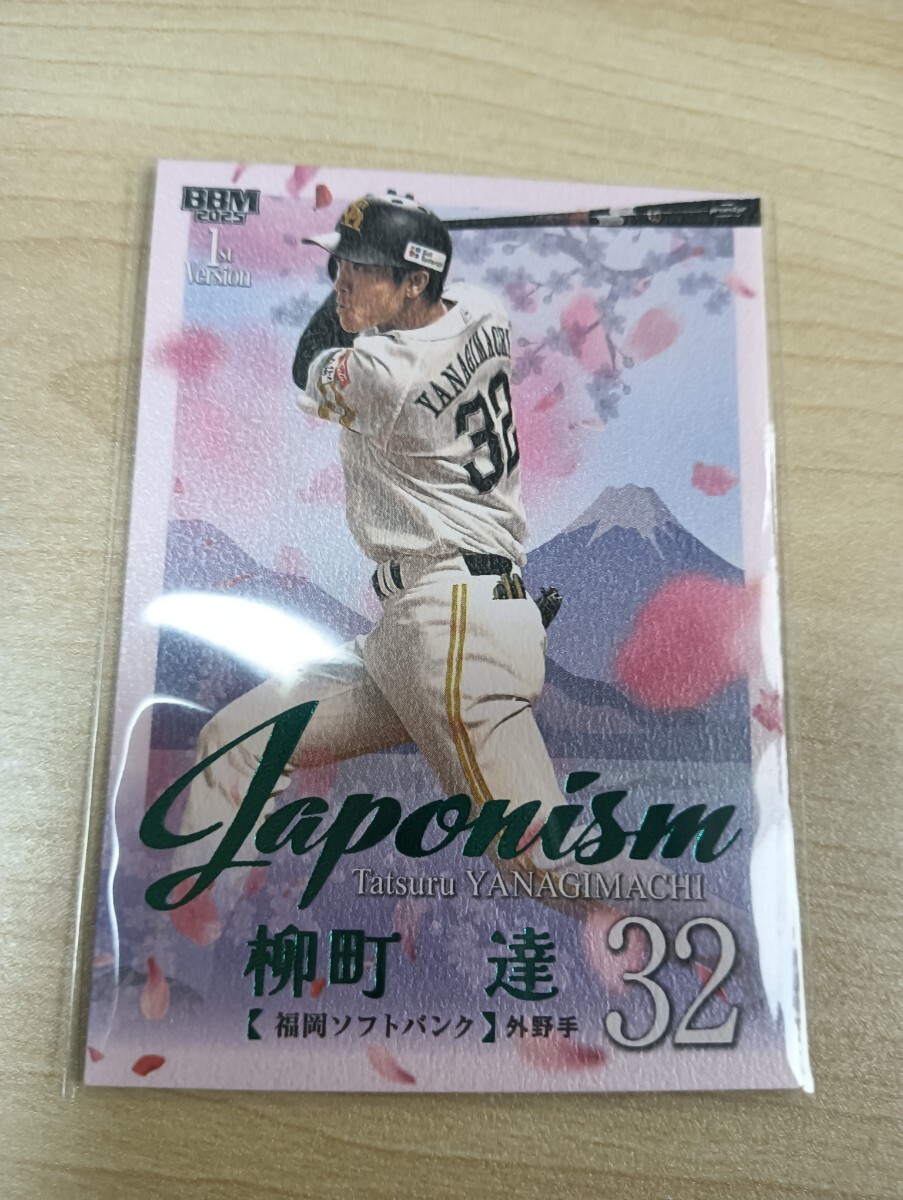 BBM
2025
1st
Version
YANAGIMACHI
32
Japonism
Tatsuru YANAGIMACHI
柳町 達
【福岡ソフトバンク】外野手 32